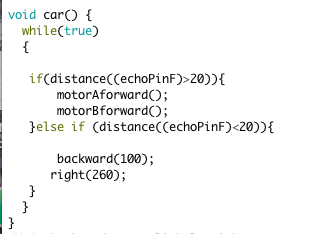 void car() {
while(true)
{
if(distance((echoPinF)>20)){
motorAforward();
motorBforward();
}else if (distance((echoPinF)<20)){
backward(100);
right(260);
}
}
}